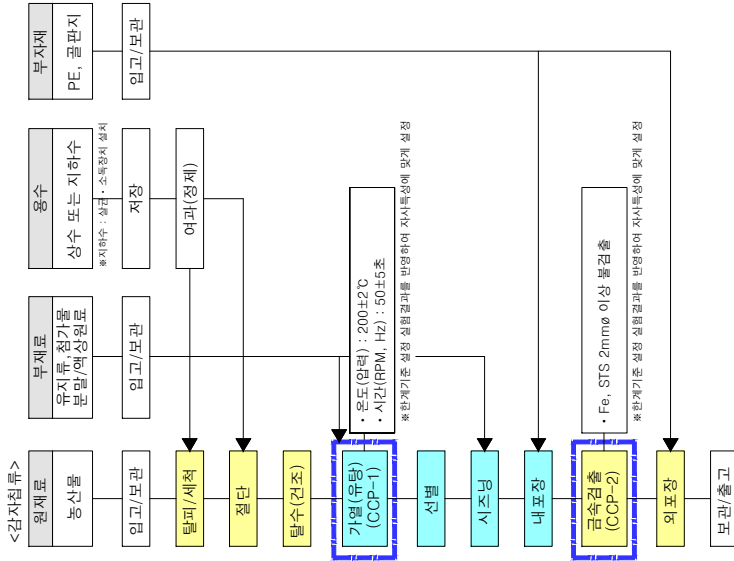 <감자칩류>
원재료
농산물
입고/보관
탈피/세척
절단
탈수(건조)
가열(유탕)
(CCP-1)
선별
시즈닝
내포장
금속검출
(CCP-2)
외포장
보관/출고
부재료
유지류,첨가물
분말/액상원료
입고/보관
용수
상수 또는 지하수
※지하수 : 살균·소독장치 설치
저장
여과(정제)
부자재
PE, 골판지
입고/보관
· 온도(압력) : 200±2℃
· 시간(RPM, Hz) : 50±5초
※한계기준 설정 실험결과를 반영하여 자사특성에 맞게 설정
· Fe, STS 2mmø 이상 불검출
※한계기준 설정 실험결과를 반영하여 자사특성에 맞게 설정